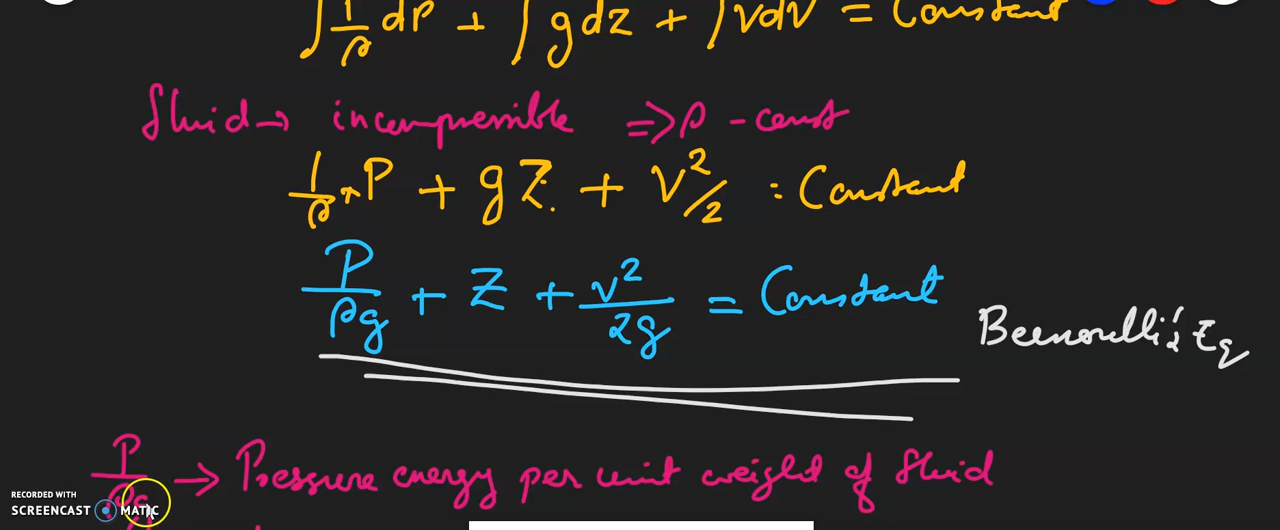 ∫ 1/ρ dP + ∫ g dz + ∫ v dv = Constant
fluid → incompressible ⇒ ρ - const
1/ρ × P + gZ + v²/2 = Constant
P/ρg + Z + v²/2g = Constant
Beenoulli's Eq
P/ρg → Pressure energy per unit weight of fluid
RECORDED WITH
SCREENCAST MATIC